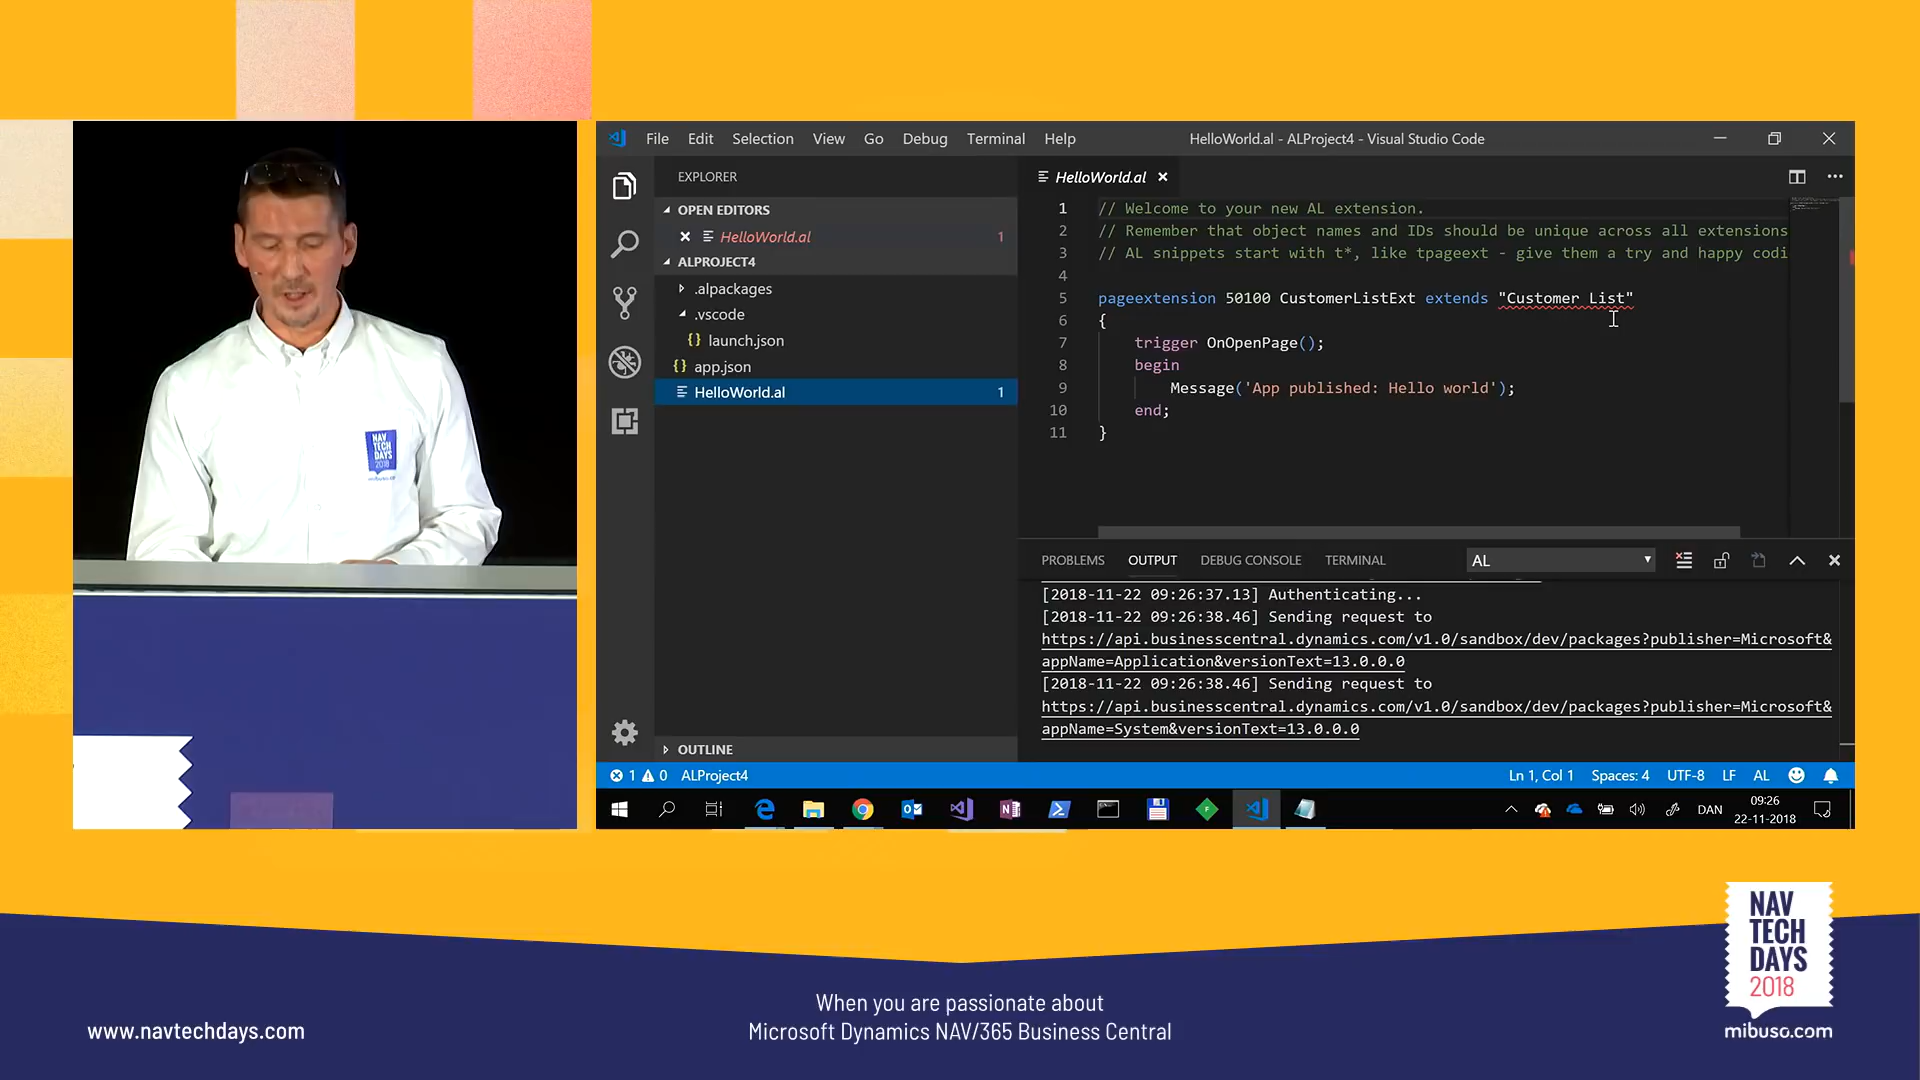 File Edit Selection View Go Debug Terminal Help
HelloWorld.al - ALProject4 - Visual Studio Code
EXPLORER
OPEN EDITORS
HelloWorld.al 1
ALPROJECT4
.alpackages
.vscode
{} launch.json
{} app.json
HelloWorld.al 1
OUTLINE
HelloWorld.al
1 // Welcome to your new AL extension.
2 // Remember that object names and IDs should be unique across all extensions
3 // AL snippets start with t*, like tpageext - give them a try and happy codi
4
5 pageextension 50100 CustomerListExt extends "Customer List"
6 {
7 trigger OnOpenPage();
8 begin
9 Message('App published: Hello world');
10 end;
11 }
PROBLEMS OUTPUT DEBUG CONSOLE TERMINAL AL
[2018-11-22 09:26:37.13] Authenticating...
[2018-11-22 09:26:38.46] Sending request to
https://api.businesscentral.dynamics.com/v1.0/sandbox/dev/packages?publisher=Microsoft&
appName=Application&versionText=13.0.0.0
[2018-11-22 09:26:38.46] Sending request to
https://api.businesscentral.dynamics.com/v1.0/sandbox/dev/packages?publisher=Microsoft&
appName=System&versionText=13.0.0.0
1 0 ALProject4 Ln 1, Col 1 Spaces: 4 UTF-8 LF AL
DAN
09:26
22-11-2018
NAV
TECH
DAYS
2018
NAV
TECH
DAYS
2018
mibuso.com
www.navtechdays.com
When you are passionate about
Microsoft Dynamics NAV/365 Business Central